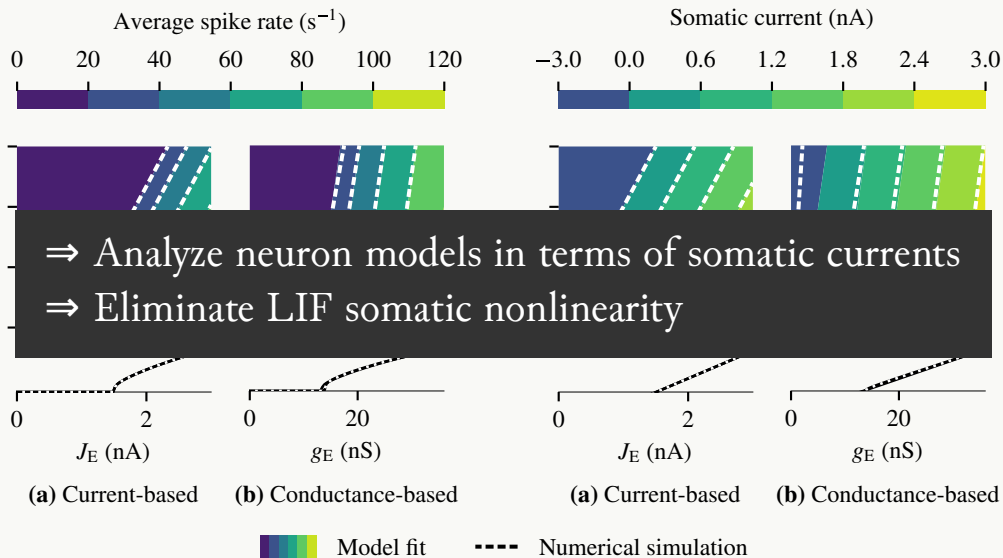 Average spike rate (s⁻¹) Somatic current (nA)
0 20 40 60 80 100 120 −3.0 0.0 0.6 1.2 1.8 2.4 3.0
⇒ Analyze neuron models in terms of somatic currents
⇒ Eliminate LIF somatic nonlinearity
0 2 0 20 0 2 0 20
J_E (nA) g_E (nS) J_E (nA) g_E (nS)
(a) Current-based (b) Conductance-based (a) Current-based (b) Conductance-based
Model fit Numerical simulation